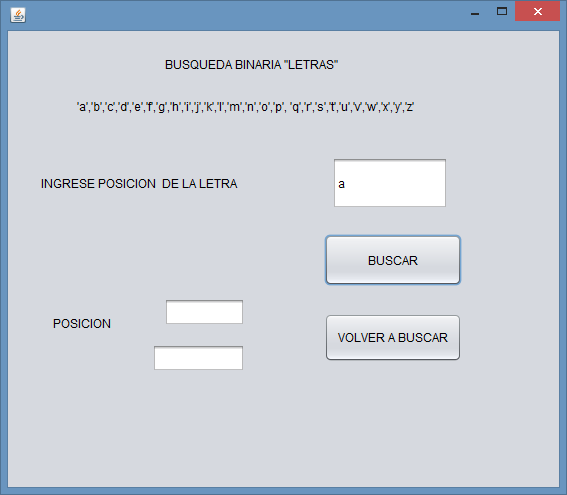 BUSQUEDA BINARIA "LETRAS"
'a','b','c','d','e','f','g','h','i','j','k','l','m','n','o','p', 'q','r','s','t','u','v','w','x','y','z'
INGRESE POSICION  DE LA LETRA
a
BUSCAR
POSICION
VOLVER A BUSCAR